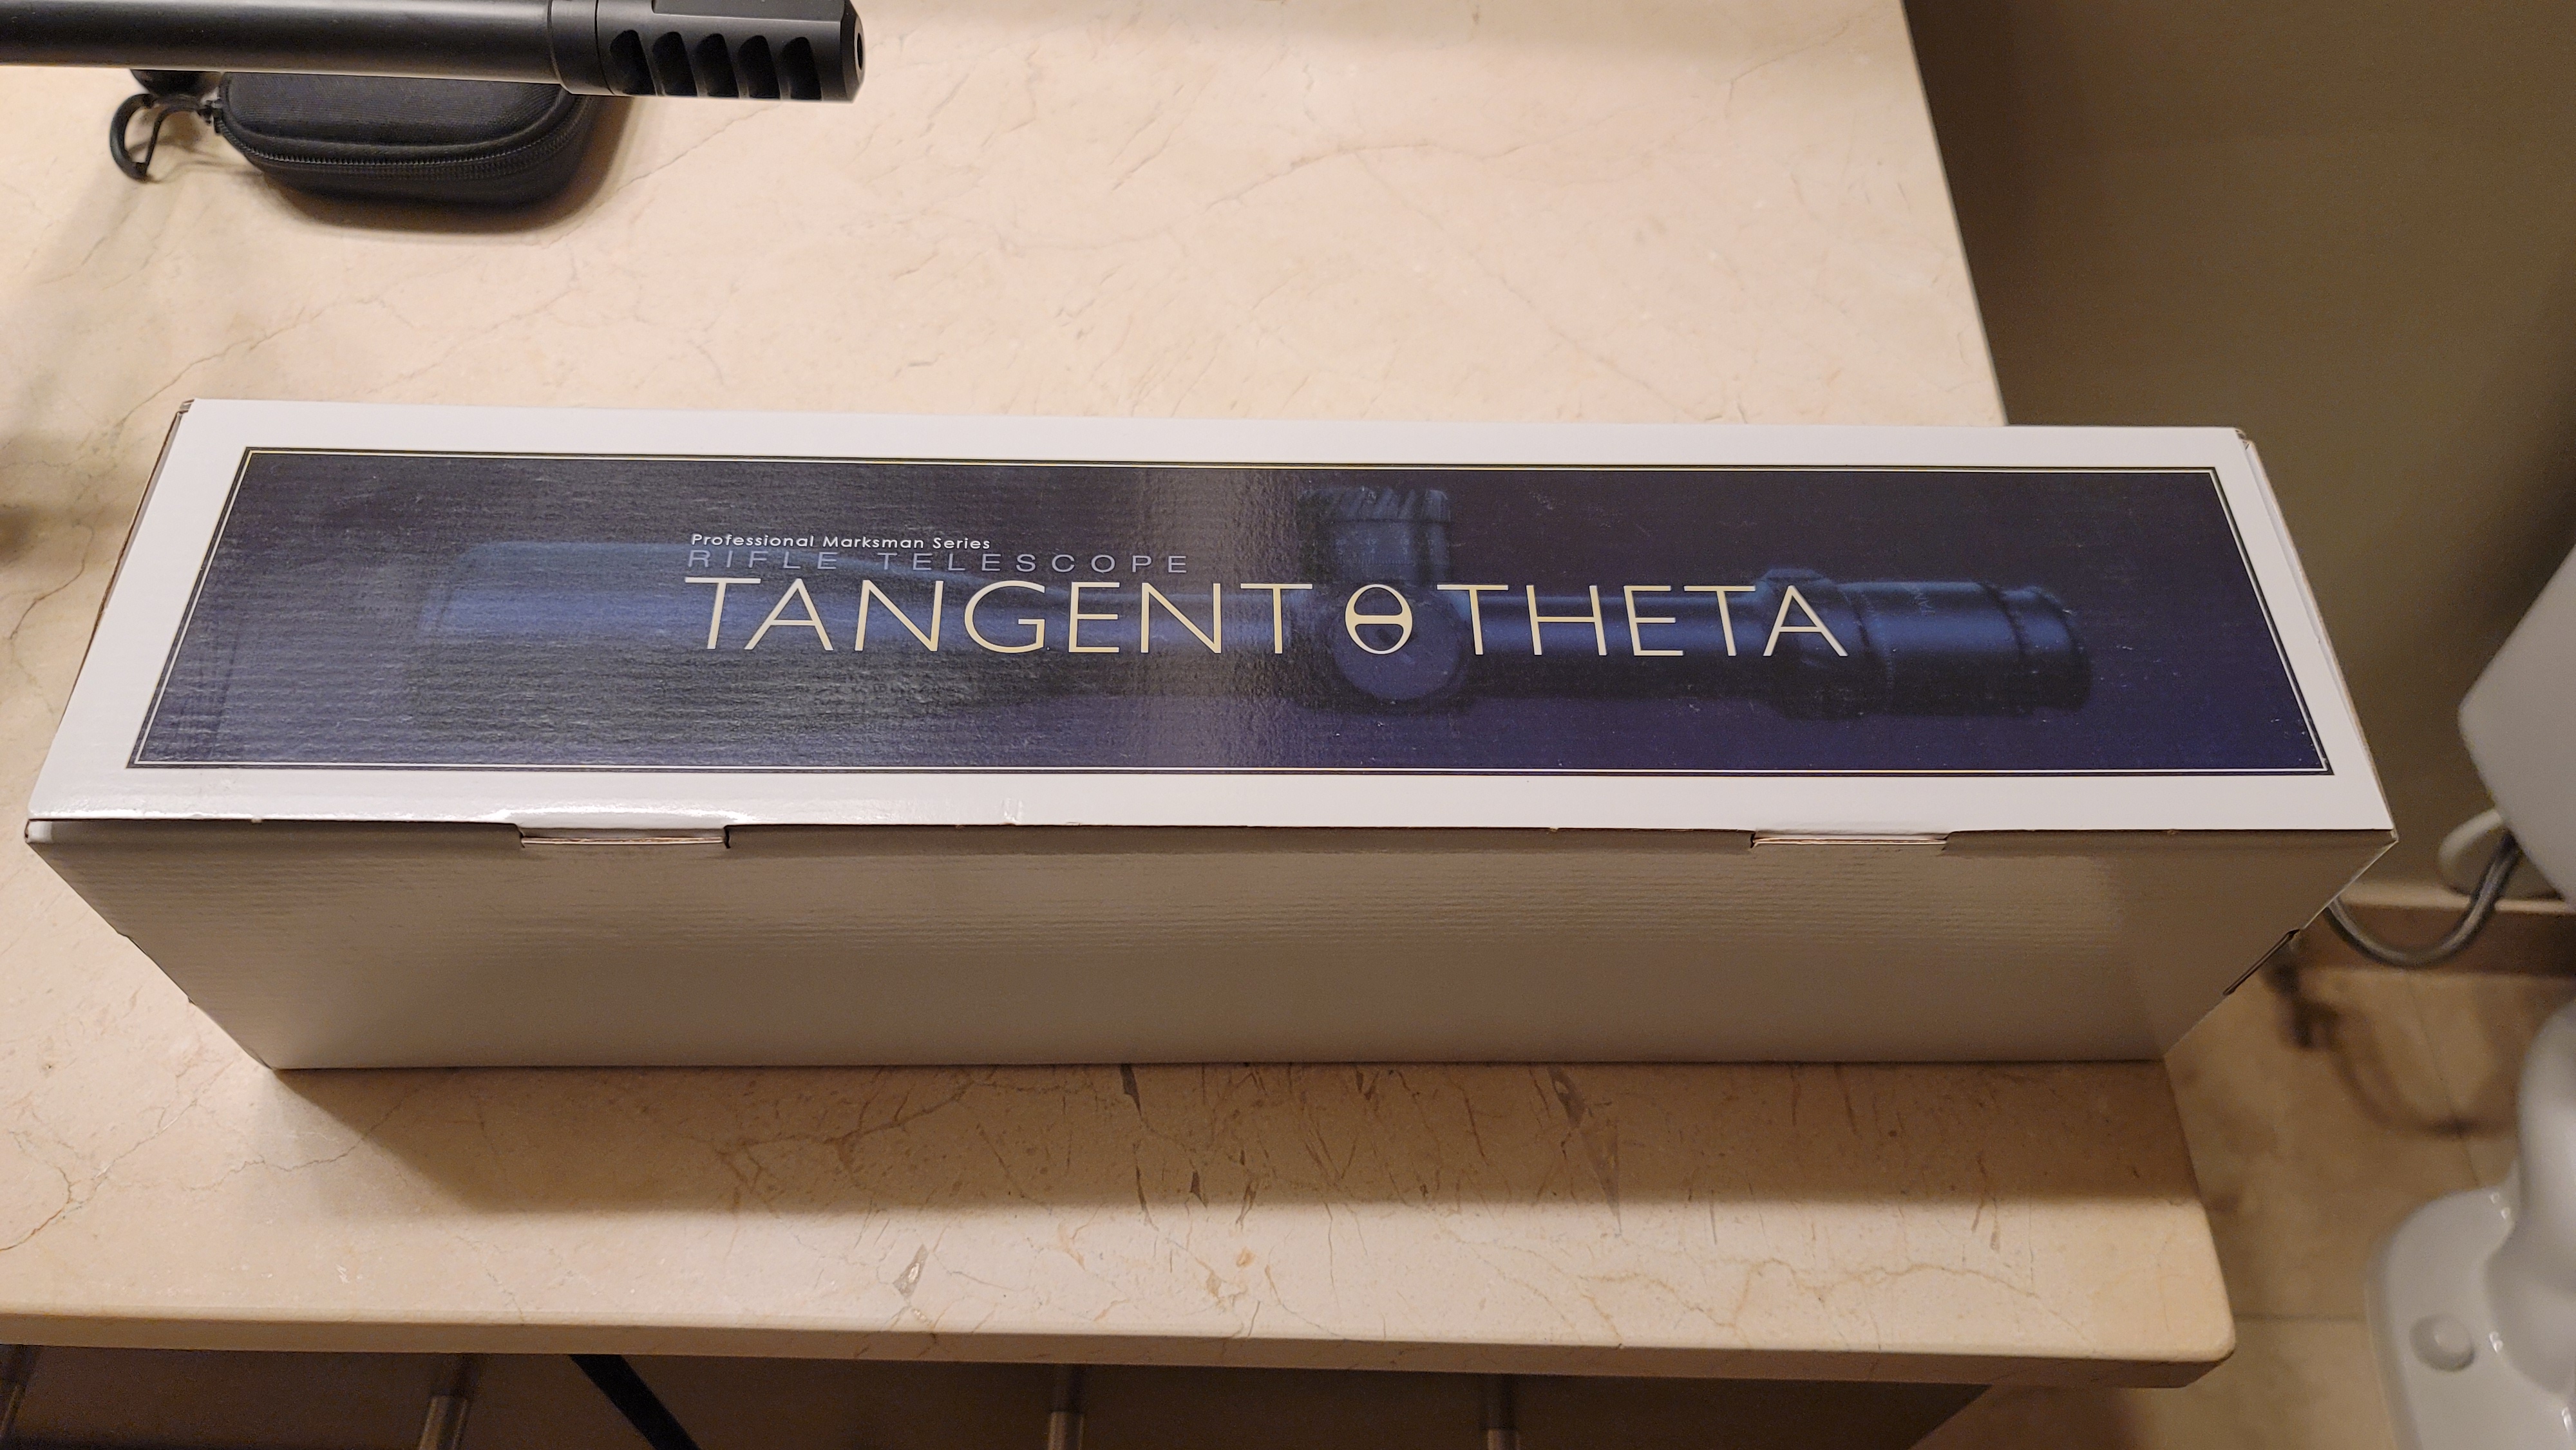 Professional Marksman Series
RIFLE TELESCOPE
TANGENT θ THETA